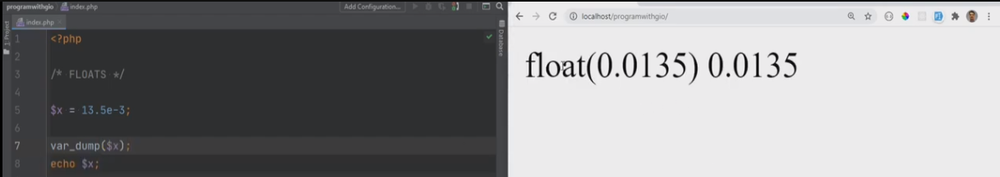 programwithgio index.php Add Configuration...
index.php
1: Project
1 <?php
2
3 /* FLOATS */
4
5 $x = 13.5e-3;
6
7 var_dump($x);
8 echo $x;
Database
localhost/programwithgio/
float(0.0135) 0.0135